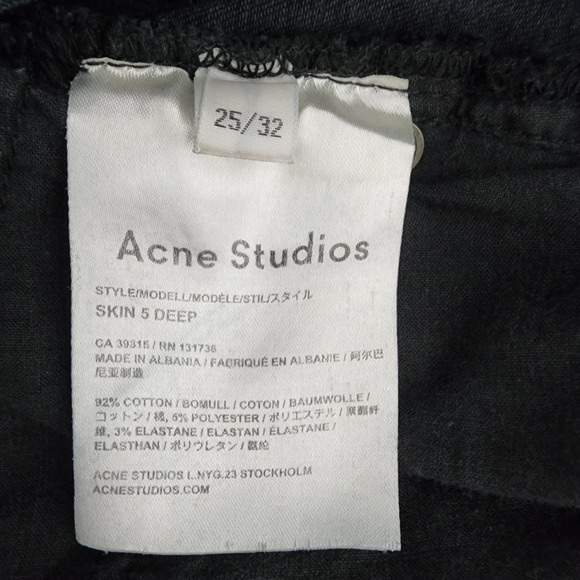 25/32
Acne Studios
STYLE/MODELL/MODÈLE/STIL/スタイル
SKIN 5 DEEP
CA 39315 / RN 131736
MADE IN ALBANIA / FABRIQUÉ EN ALBANIE / 阿尔巴
尼亚制造
92% COTTON / BOMULL / COTON / BAUMWOLLE /
コットン / 棉, 5% POLYESTER / ポリエステル / 聚酯纤
维, 3% ELASTANE / ELASTAN / ÉLASTANE /
ELASTHAN / ポリウレタン / 氨纶
ACNE STUDIOS L.NYG.23 STOCKHOLM
ACNESTUDIOS.COM